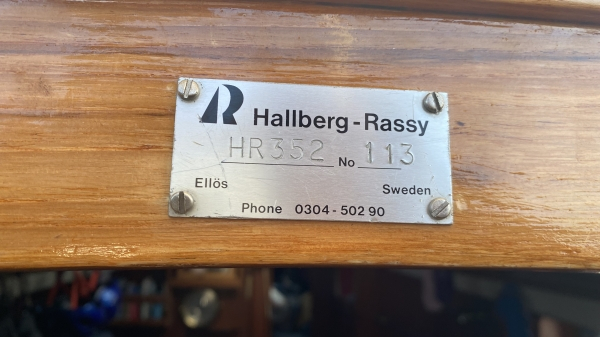 Hallberg-Rassy
HR352 No 113
Ellös Sweden
Phone 0304-502 90